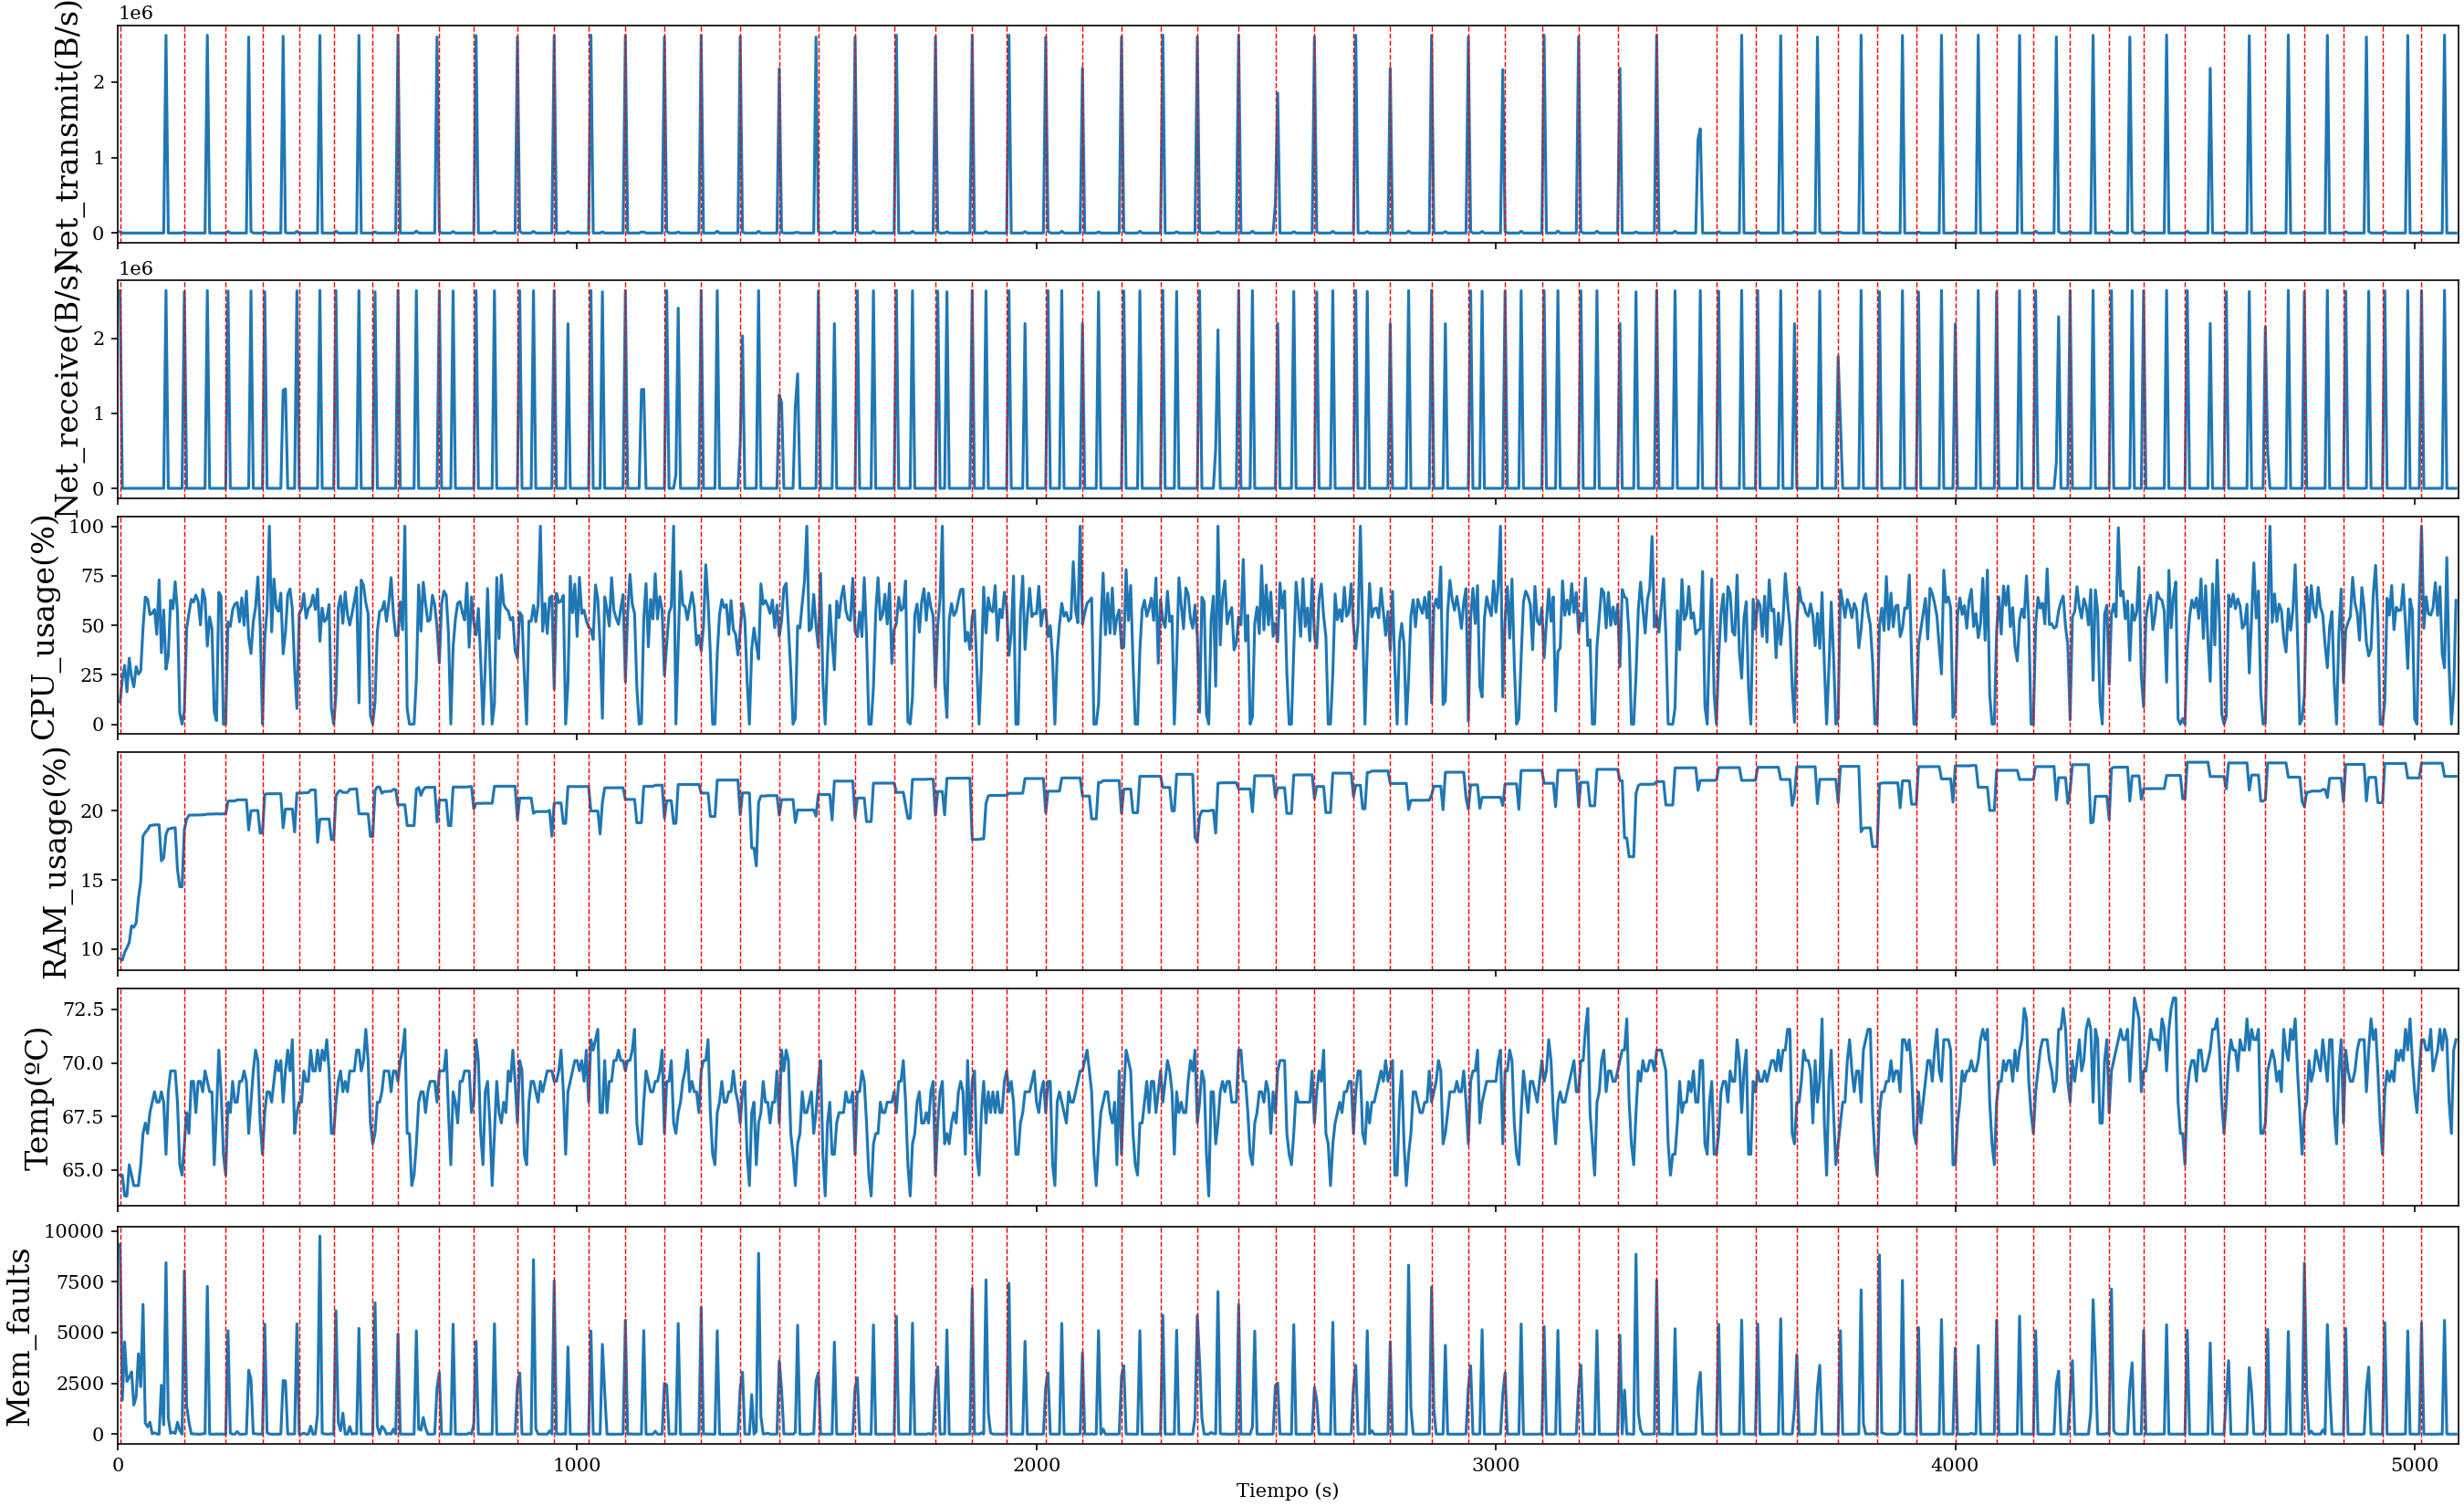 1e6
Net_transmit(B/s)
2
1
0
1e6
Net_receive(B/s)
2
1
0
CPU_usage(%)
100
75
50
25
0
RAM_usage(%)
20
15
10
Temp(ºC)
72.5
70.0
67.5
65.0
Mem_faults
10000
7500
5000
2500
0
0 1000 2000 3000 4000 5000
Tiempo (s)